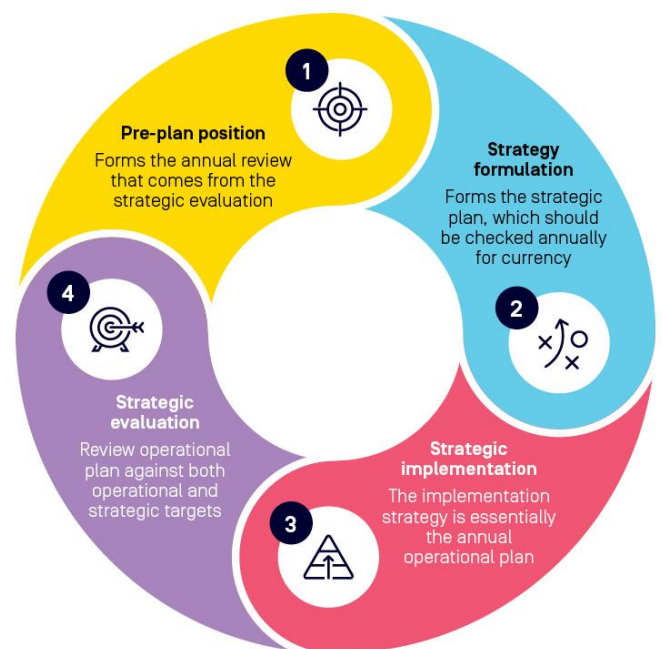 1
Pre-plan position
Forms the annual review
that comes from the
strategic evaluation
2
Strategy
formulation
Forms the strategic
plan, which should
be checked annually
for currency
3
Strategic
implementation
The implementation
strategy is essentially
the annual
operational plan
4
Strategic
evaluation
Review operational
plan against both
operational and
strategic targets